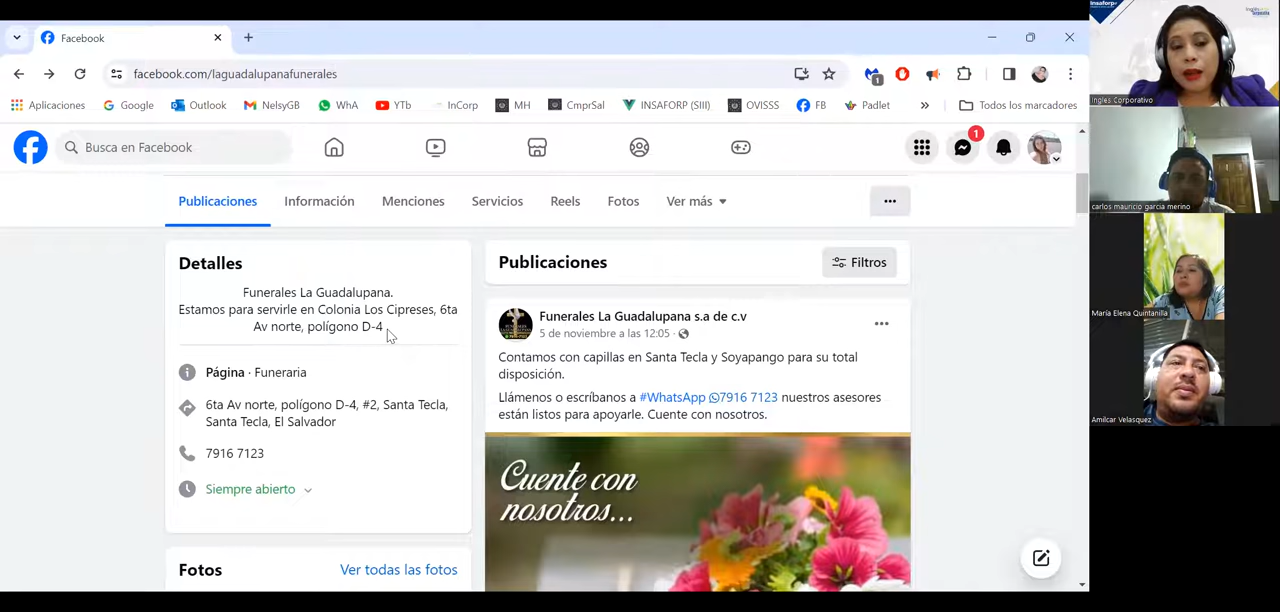 Facebook
facebook.com/laguadalupanafunerales
1
Aplicaciones
Google
Outlook
NelsyGB
WhA
YTb
InCorp
MH
CmprSal
INSAFORP (SIII)
OVISSS
FB
Padlet
»
Todos los marcadores
Busca en Facebook
1
Publicaciones
Información
Menciones
Servicios
Reels
Fotos
Ver más
Detalles
Funerales La Guadalupana.
Estamos para servirle en Colonia Los Cipreses, 6ta
Av norte, polígono D-4
Página · Funeraria
6ta Av norte, polígono D-4, #2, Santa Tecla,
Santa Tecla, El Salvador
7916 7123
Siempre abierto
Fotos
Ver todas las fotos
Publicaciones
Filtros
Funerales La Guadalupana s.a de c.v
5 de noviembre a las 12:05 ·
Contamos con capillas en Santa Tecla y Soyapango para su total
disposición.
Llámenos o escríbanos a #WhatsApp 7916 7123 nuestros asesores
están listos para apoyarle. Cuente con nosotros.
Cuente con
nosotros...
Insaforp
Ingles Corporativo
carlos mauricio garcia merino
María Elena Quintanilla
Amilcar Velasquez